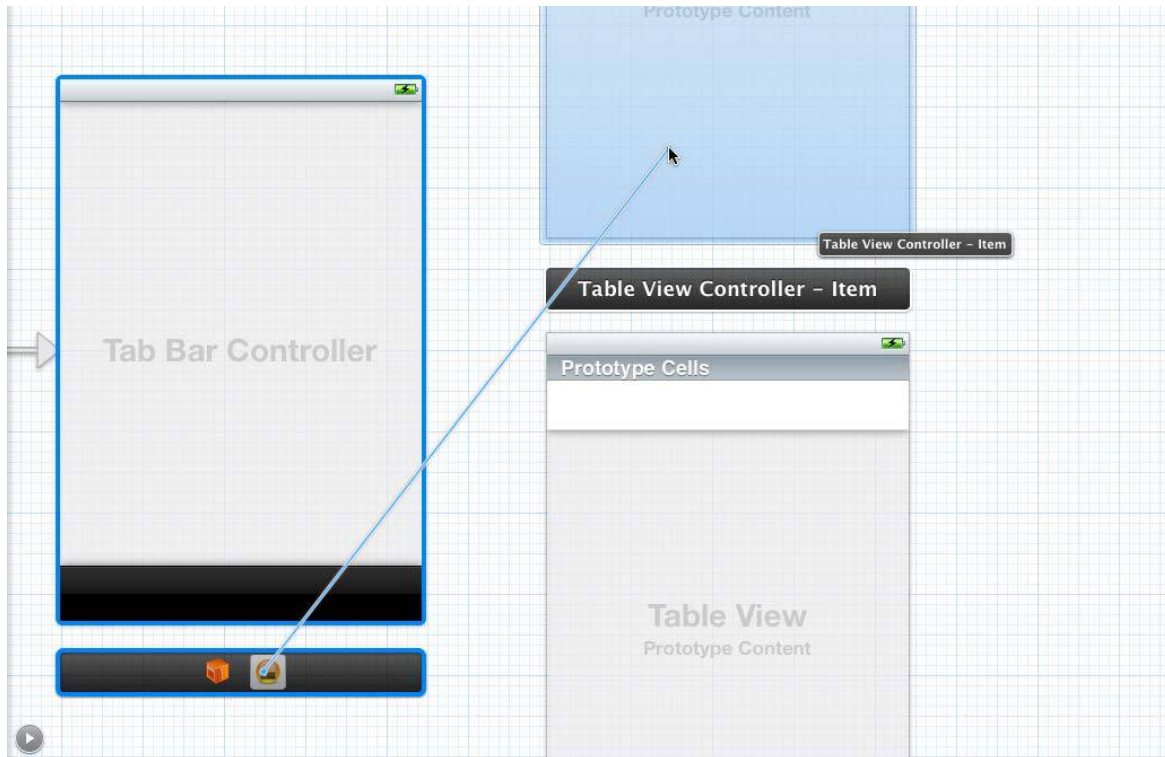 Prototype Content
Table View Controller – Item
Table View Controller – Item
Tab Bar Controller
Prototype Cells
Table View
Prototype Content